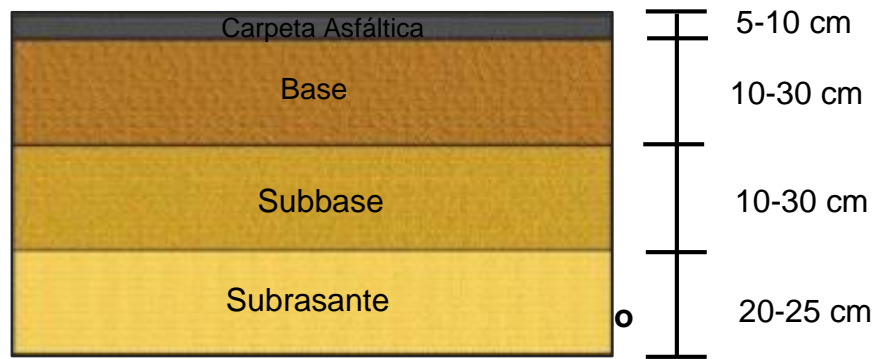 Carpeta Asfáltica
5-10 cm
Base
10-30 cm
Subbase
10-30 cm
Subrasante
o
20-25 cm